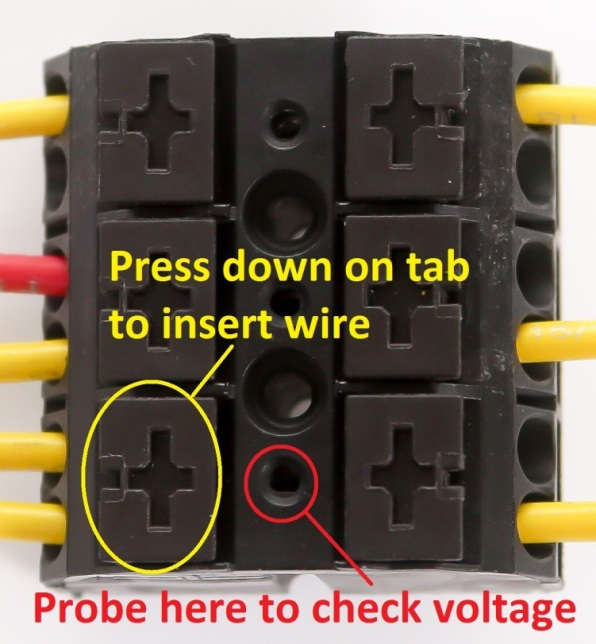 Press down on tab
to insert wire
Probe here to check voltage